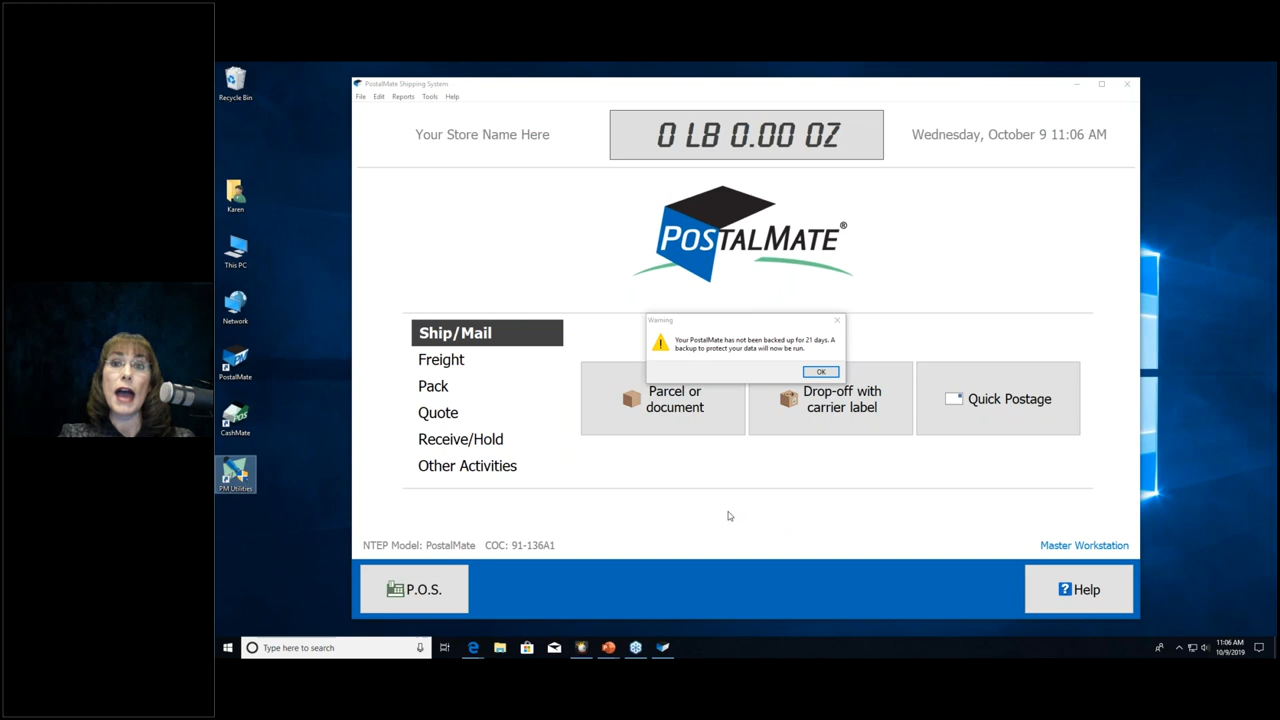 Recycle Bin
Karen
This PC
Network
PostalMate
CashMate
PM Utilities
PostalMate Shipping System
File Edit Reports Tools Help
Your Store Name Here
0 LB 0.00 OZ
Wednesday, October 9 11:06 AM
POSTALMATE®
Warning
Your PostalMate has not been backed up for 21 days. A
backup to protect your data will now be run.
OK
Ship/Mail
Freight
Pack
Quote
Receive/Hold
Other Activities
Parcel or
document
Drop-off with
carrier label
Quick Postage
NTEP Model: PostalMate COC: 91-136A1
Master Workstation
P.O.S.
Help
Type here to search
11:06 AM
10/9/2019